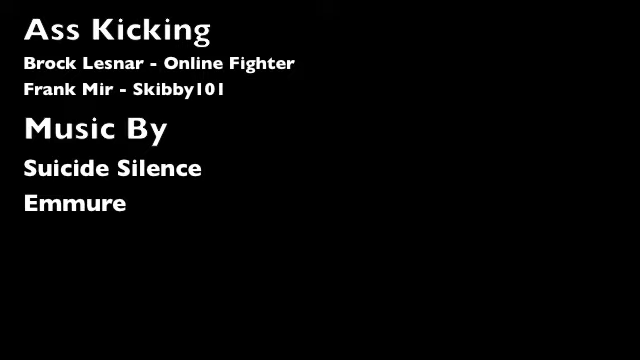 Ass Kicking
Brock Lesnar - Online Fighter
Frank Mir - Skibby101
Music By
Suicide Silence
Emmure